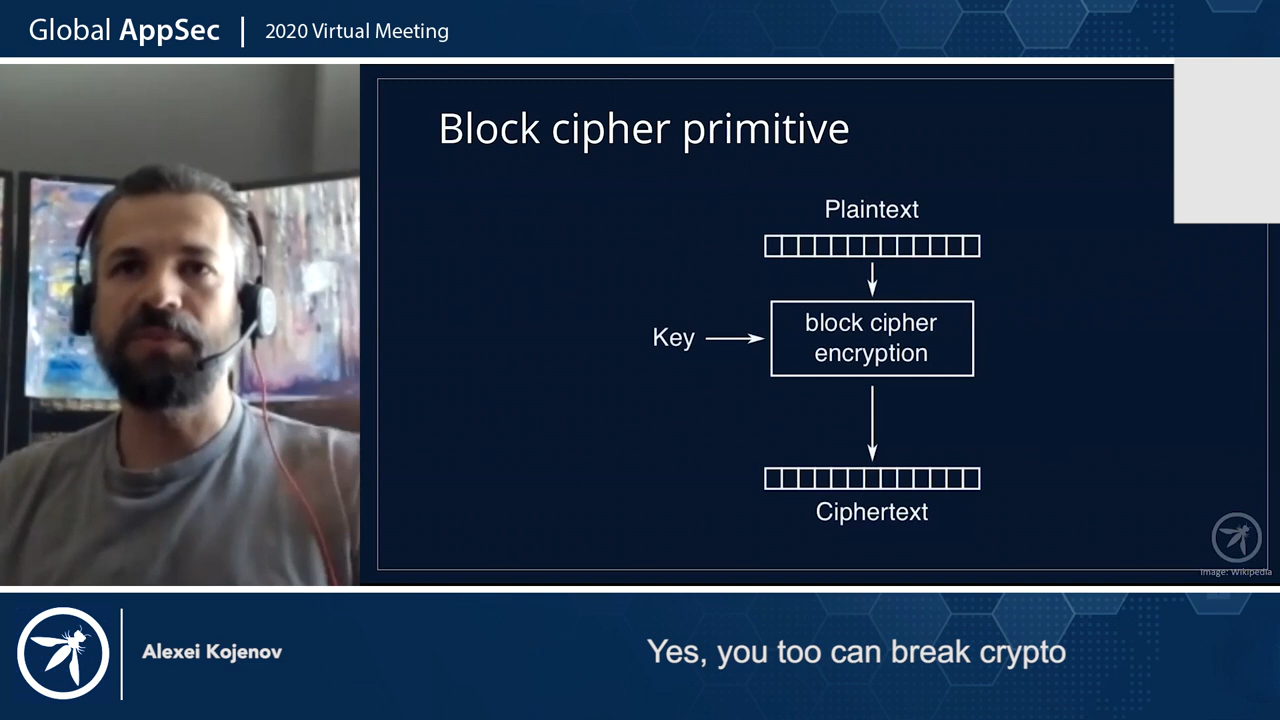 Global AppSec | 2020 Virtual Meeting
Block cipher primitive
Plaintext
Key
block cipher
encryption
Ciphertext
Image: Wikipedia
Alexei Kojenov
Yes, you too can break crypto